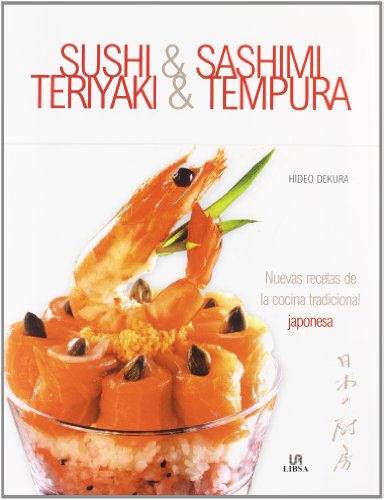 SUSHI & SASHIMI
TERIYAKI & TEMPURA
HIDEO DEKURA
Nuevas recetas de
la cocina tradicional
japonesa
日本の厨房
LIBSA